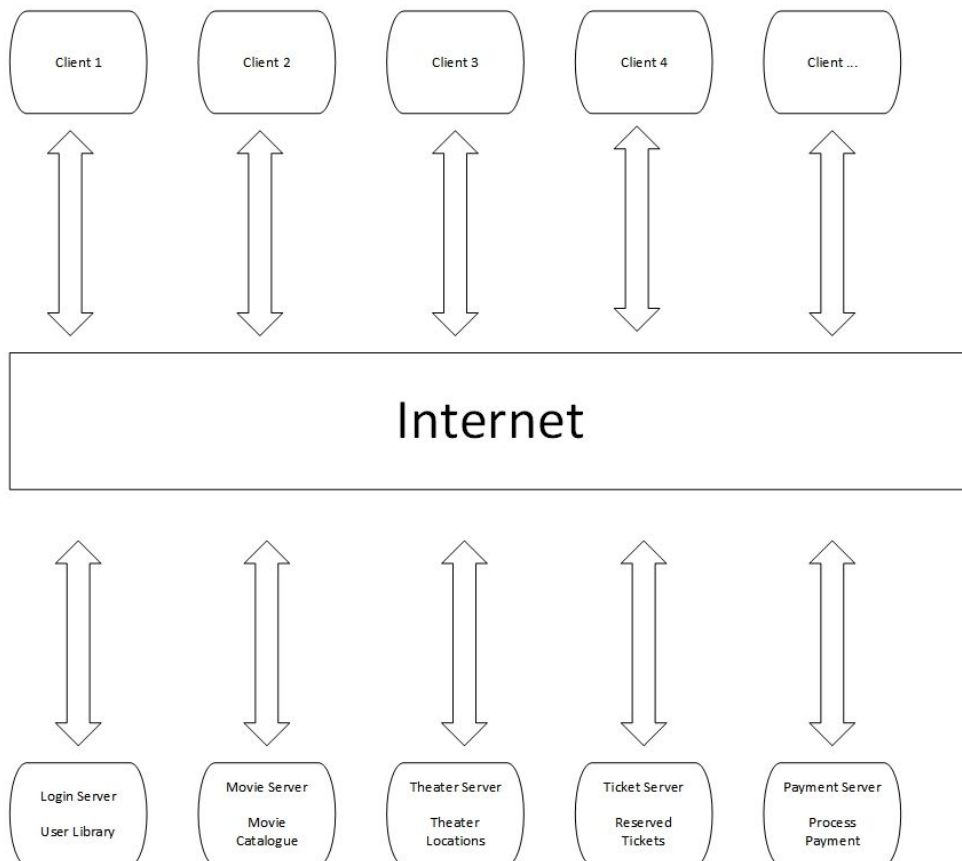 Client 1
Client 2
Client 3
Client 4
Client ...
Internet
Login Server
User Library
Movie Server
Movie
Catalogue
Theater Server
Theater
Locations
Ticket Server
Reserved
Tickets
Payment Server
Process
Payment